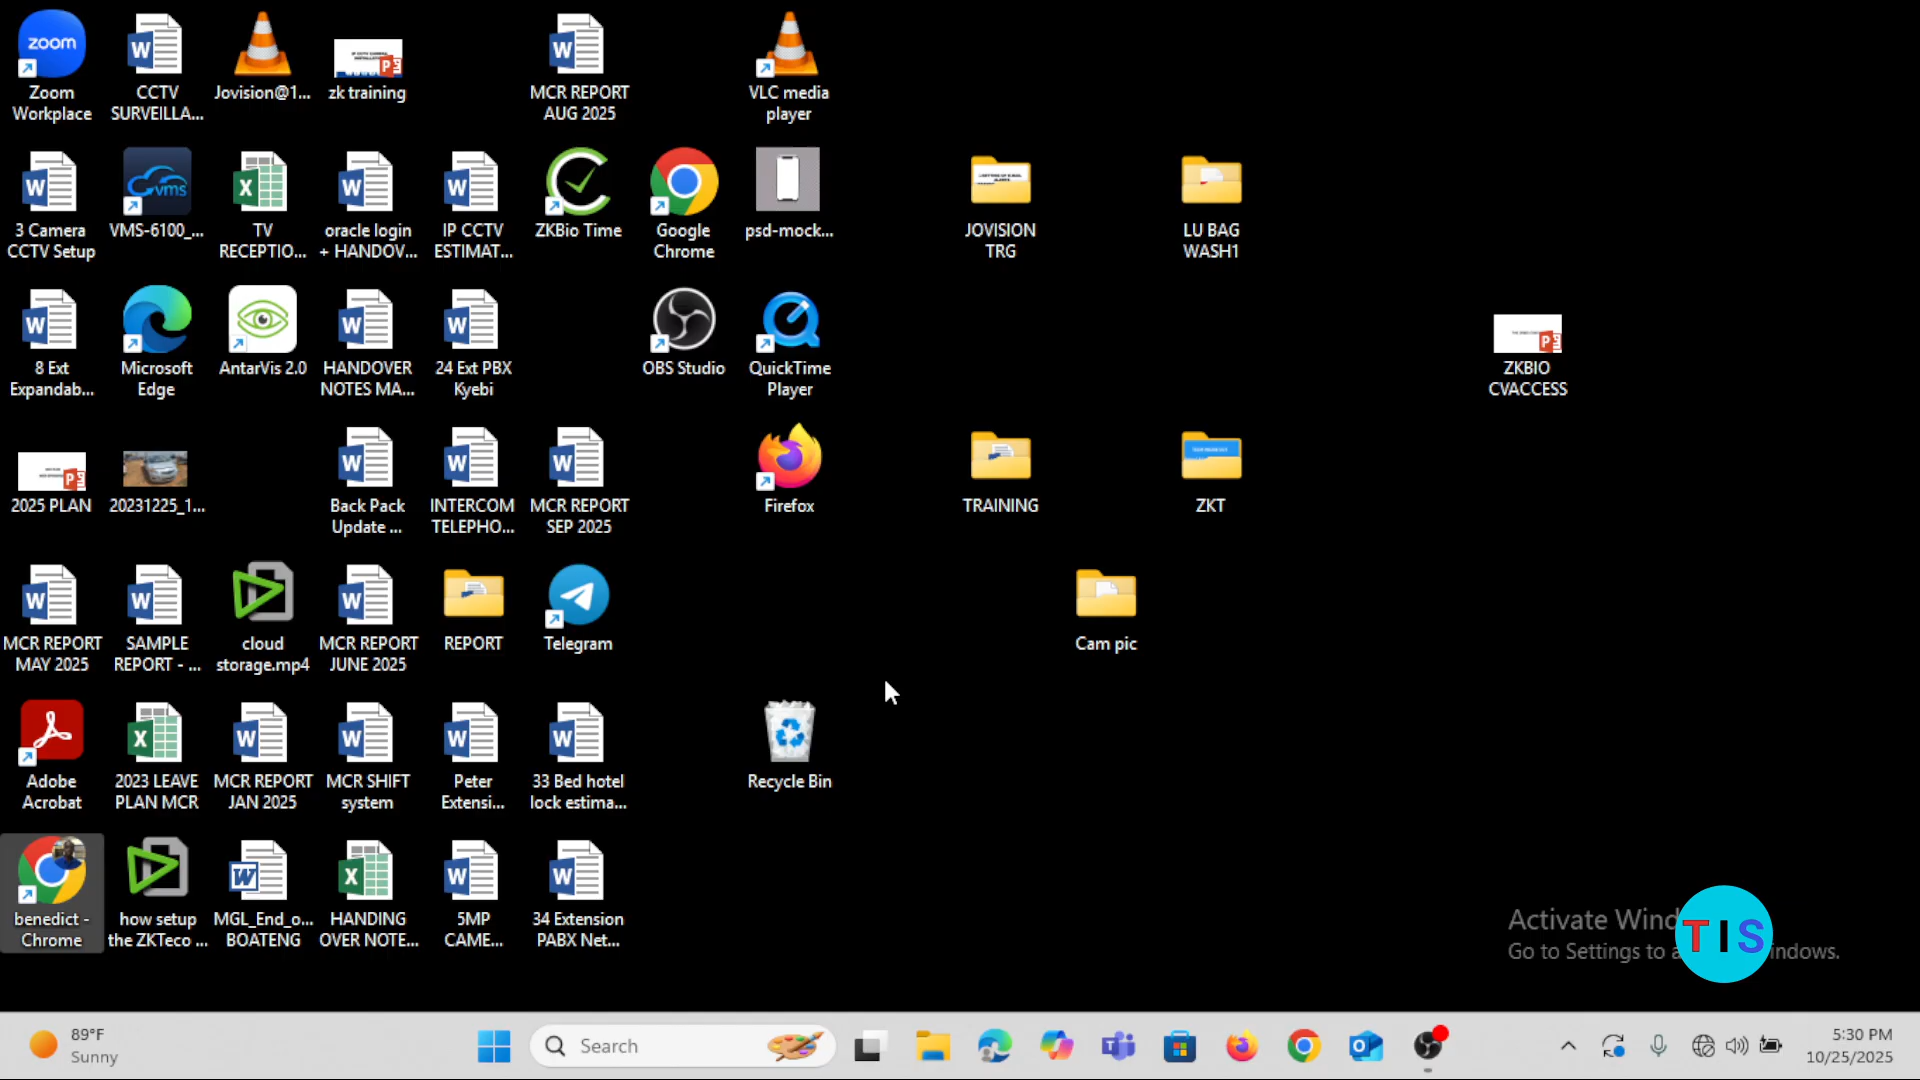 zoom
Zoom
Workplace
CCTV
SURVEILLA...
Jovision@1...
zk training
MCR REPORT
AUG 2025
VLC media
player
3 Camera
CCTV Setup
vms
VMS-6100_...
TV
RECEPTIO...
oracle login
+ HANDOV...
IP CCTV
ESTIMAT...
ZKBio Time
Google
Chrome
psd-mock...
JOVISION
TRG
LU BAG
WASH1
8 Ext
Expandab...
Microsoft
Edge
AntarVis 2.0
HANDOVER
NOTES MA...
24 Ext PBX
Kyebi
OBS Studio
QuickTime
Player
ZKBIO
CVACCESS
2025 PLAN
20231225_1...
Back Pack
Update ...
INTERCOM
TELEPHO...
MCR REPORT
SEP 2025
Firefox
TRAINING
ZKT
MCR REPORT
MAY 2025
SAMPLE
REPORT - ...
cloud
storage.mp4
MCR REPORT
JUNE 2025
REPORT
Telegram
Cam pic
Adobe
Acrobat
2023 LEAVE
PLAN MCR
MCR REPORT
JAN 2025
MCR SHIFT
system
Peter
Extensi...
33 Bed hotel
lock estima...
Recycle Bin
benedict -
Chrome
how setup
the ZKTeco ...
MGL_End_o...
BOATENG
HANDING
OVER NOTE...
5MP
CAME...
34 Extension
PABX Net...
Activate Wind
Go to Settings to a indows.
TIS
89°F
Sunny
Search
5:30 PM
10/25/2025